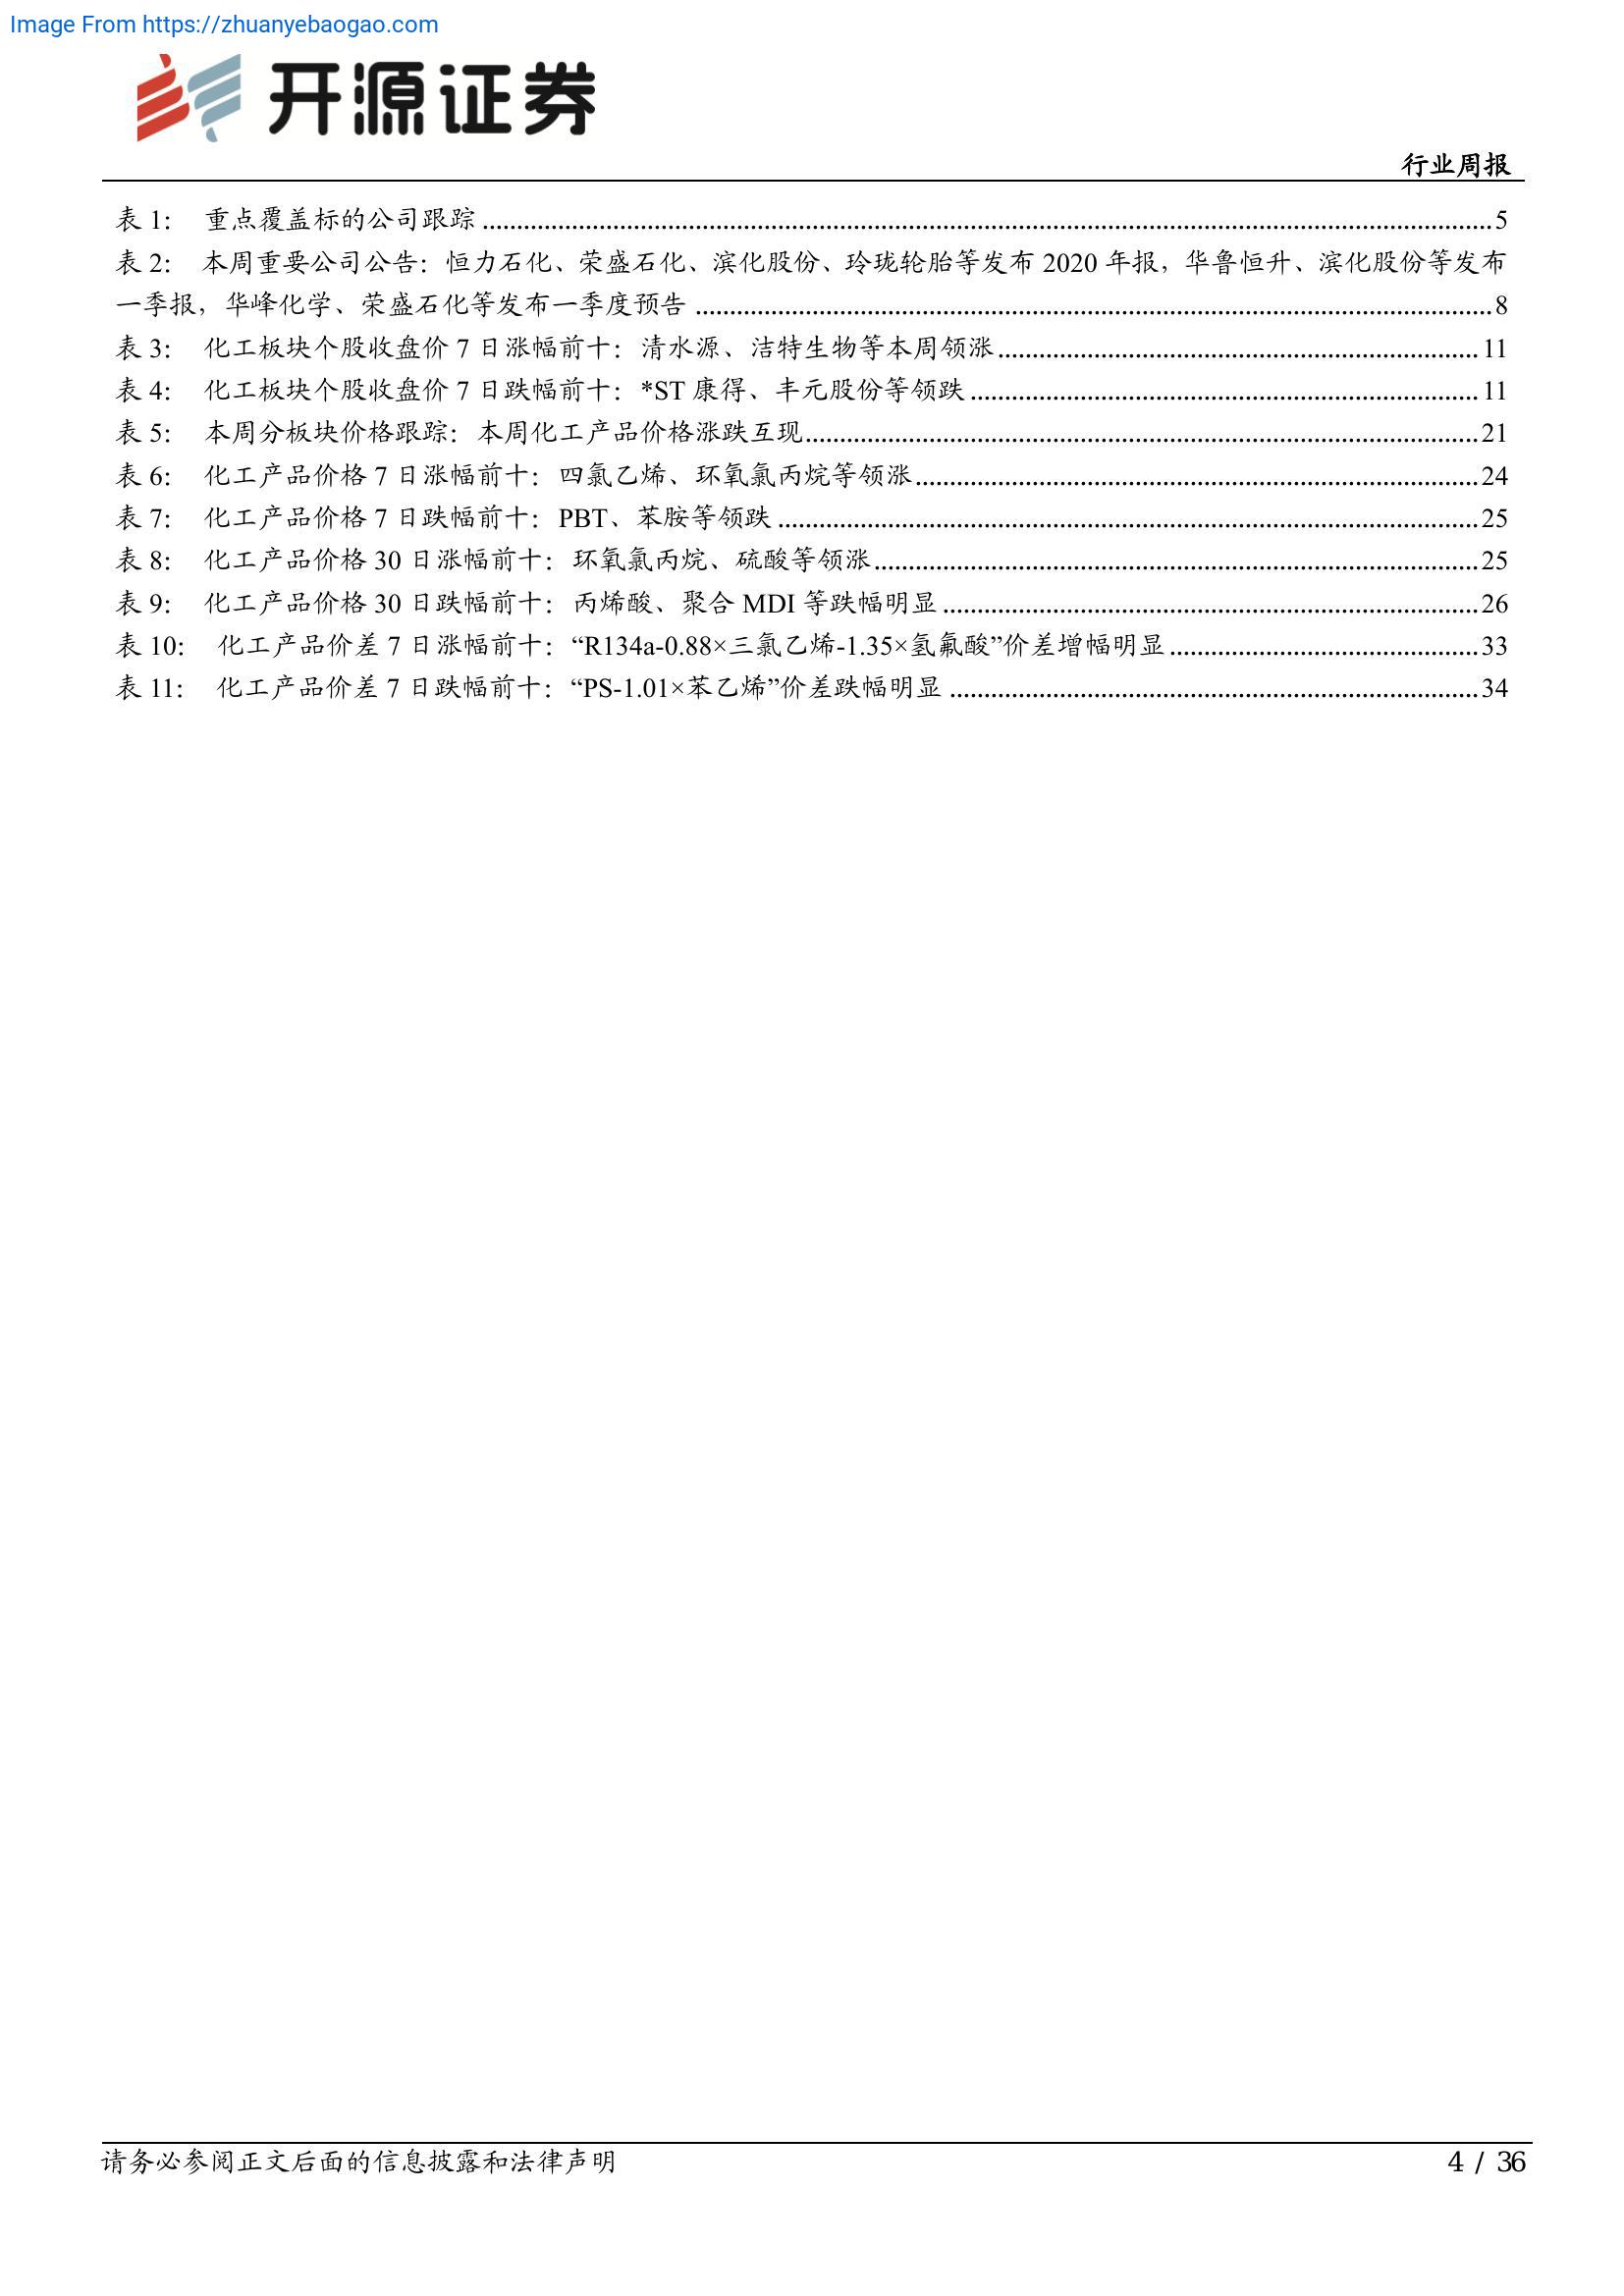 Image From https://zhuanyebaogao.com
开源证券
行业周报
表 1： 重点覆盖标的公司跟踪 ........ 5
表 2： 本周重要公司公告：恒力石化、荣盛石化、滨化股份、玲珑轮胎等发布 2020 年报，华鲁恒升、滨化股份等发布
一季报，华峰化学、荣盛石化等发布一季度预告 ........ 8
表 3： 化工板块个股收盘价 7 日涨幅前十：清水源、洁特生物等本周领涨 ........ 11
表 4： 化工板块个股收盘价 7 日跌幅前十：*ST 康得、丰元股份等领跌 ........ 11
表 5： 本周分板块价格跟踪：本周化工产品价格涨跌互现 ........ 21
表 6： 化工产品价格 7 日涨幅前十：四氯乙烯、环氧氯丙烷等领涨 ........ 24
表 7： 化工产品价格 7 日跌幅前十：PBT、苯胺等领跌 ........ 25
表 8： 化工产品价格 30 日涨幅前十：环氧氯丙烷、硫酸等领涨 ........ 25
表 9： 化工产品价格 30 日跌幅前十：丙烯酸、聚合 MDI 等跌幅明显 ........ 26
表 10： 化工产品价差 7 日涨幅前十：“R134a-0.88×三氯乙烯-1.35×氢氟酸”价差增幅明显 ........ 33
表 11： 化工产品价差 7 日跌幅前十：“PS-1.01×苯乙烯”价差跌幅明显 ........ 34
请务必参阅正文后面的信息披露和法律声明
4 / 36